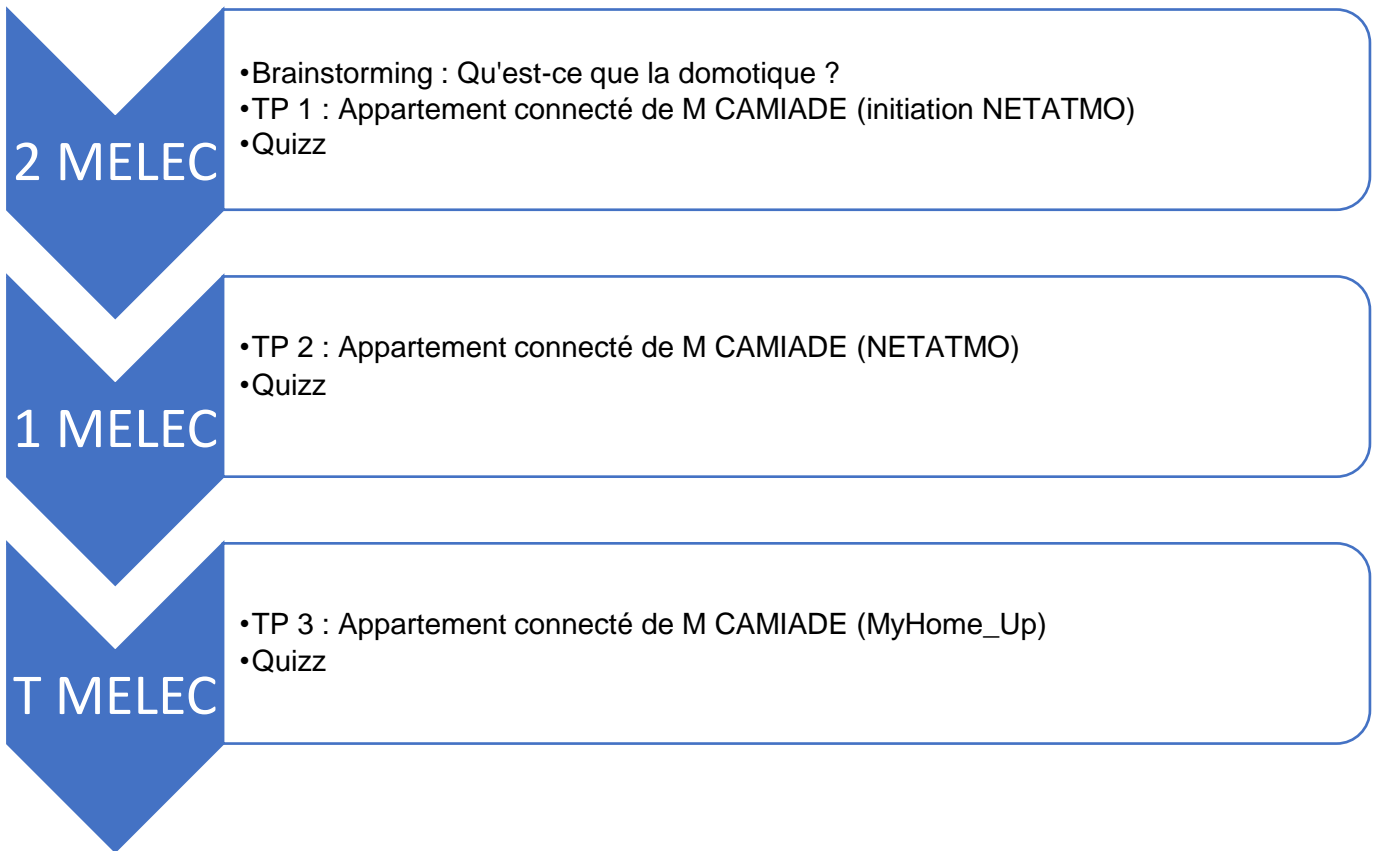 2 MELEC
•Brainstorming : Qu'est-ce que la domotique ?
•TP 1 : Appartement connecté de M CAMIADE (initiation NETATMO)
•Quizz
1 MELEC
•TP 2 : Appartement connecté de M CAMIADE (NETATMO)
•Quizz
T MELEC
•TP 3 : Appartement connecté de M CAMIADE (MyHome_Up)
•Quizz